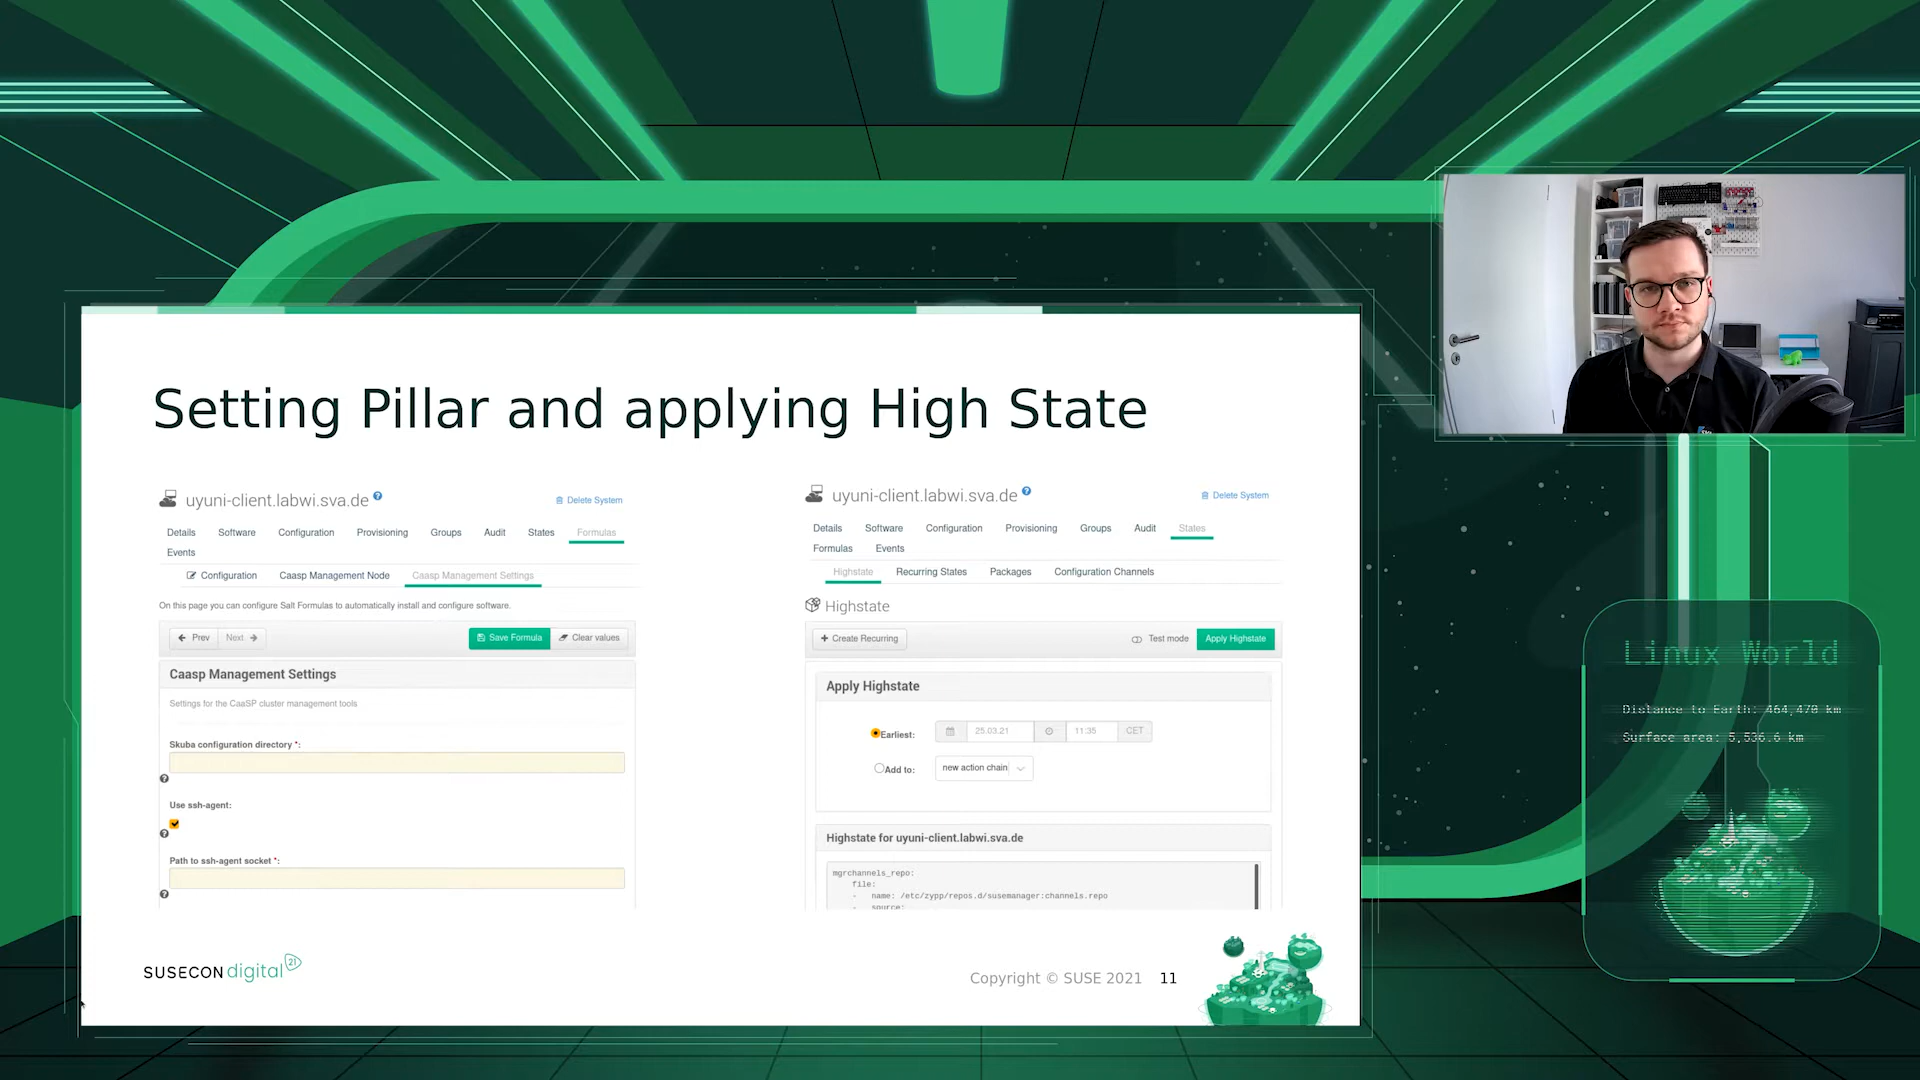 Setting Pillar and applying High State
uyuni-client.labwi.sva.de ?
Delete System
Details Software Configuration Provisioning Groups Audit States Formulas
Events
Configuration Caasp Management Node Caasp Management Settings
On this page you can configure Salt Formulas to automatically install and configure software.
Prev Next Save Formula Clear values
Caasp Management Settings
Settings for the CaaSP cluster management tools
Skuba configuration directory *:
?
Use ssh-agent:
?
Path to ssh-agent socket *:
?
uyuni-client.labwi.sva.de ?
Delete System
Details Software Configuration Provisioning Groups Audit States
Formulas Events
Highstate Recurring States Packages Configuration Channels
Highstate
Create Recurring Test mode Apply Highstate
Apply Highstate
Earliest: 25.03.21 11:35 CET
Add to: new action chain
Highstate for uyuni-client.labwi.sva.de
mgrchannels_repo:
file:
- name: /etc/zypp/repos.d/susemanager:channels.repo
- source:
SUSECON digital 21
Copyright © SUSE 2021 11
Linux World
Distance to Earth: 464,470 km
Surface area: 5,536.6 km